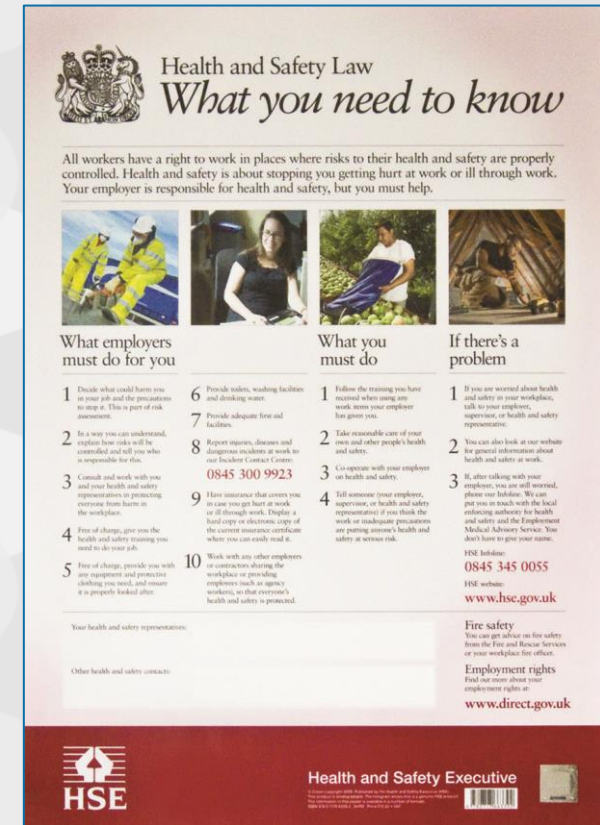 Health and Safety Law
What you need to know
All workers have a right to work in places where risks to their health and safety are properly
controlled. Health and safety is about stopping you getting hurt at work or ill through work.
Your employer is responsible for health and safety, but you must help.
What employers
must do for you
1 Decide what could harm you
in your job and the precautions
to stop it. This is part of risk
assessment.
2 In a way you can understand,
explain how risks will be
controlled and tell you who
is responsible for this.
3 Consult and work with you
and your health and safety
representatives in protecting
everyone from harm in
the workplace.
4 Free of charge, give you the
health and safety training you
need to do your job.
5 Free of charge, provide you with
any equipment and protective
clothing you need, and ensure
it is properly looked after.
6 Provide toilets, washing facilities
and drinking water.
7 Provide adequate first aid
facilities.
8 Report injuries, diseases and
dangerous incidents at work to
our Incident Contact Centre:
0845 300 9923
9 Have insurance that covers you
in case you get hurt at work
or ill through work. Display a
hard copy or electronic copy of
the current insurance certificate
where you can easily read it.
10 Work with any other employers
or contractors sharing the
workplace or providing
employees (such as agency
workers), so that everyone's
health and safety is protected.
What you
must do
1 Follow the training you have
received when using any
work items your employer
has given you.
2 Take reasonable care of your
own and other people's health
and safety.
3 Co-operate with your employer
on health and safety.
4 Tell someone (your employer,
supervisor, or health and safety
representative) if you think the
work or inadequate precautions
are putting anyone's health and
safety at serious risk.
If there's a
problem
1 If you are worried about health
and safety in your workplace,
talk to your employer,
supervisor, or health and safety
representative.
2 You can also look at our website
for general information about
health and safety at work.
3 If, after talking with your
employer, you are still worried,
phone our Infoline. We can
put you in touch with the local
enforcing authority for health
and safety and the Employment
Medical Advisory Service. You
don't have to give your name.
HSE Infoline:
0845 345 0055
HSE website:
www.hse.gov.uk
Your health and safety representatives:
Other health and safety contacts:
Fire safety
You can get advice on fire safety
from the Fire and Rescue Services
or your workplace fire officer.
Employment rights
Find out more about your
employment rights at:
www.direct.gov.uk
HSE
Health and Safety Executive